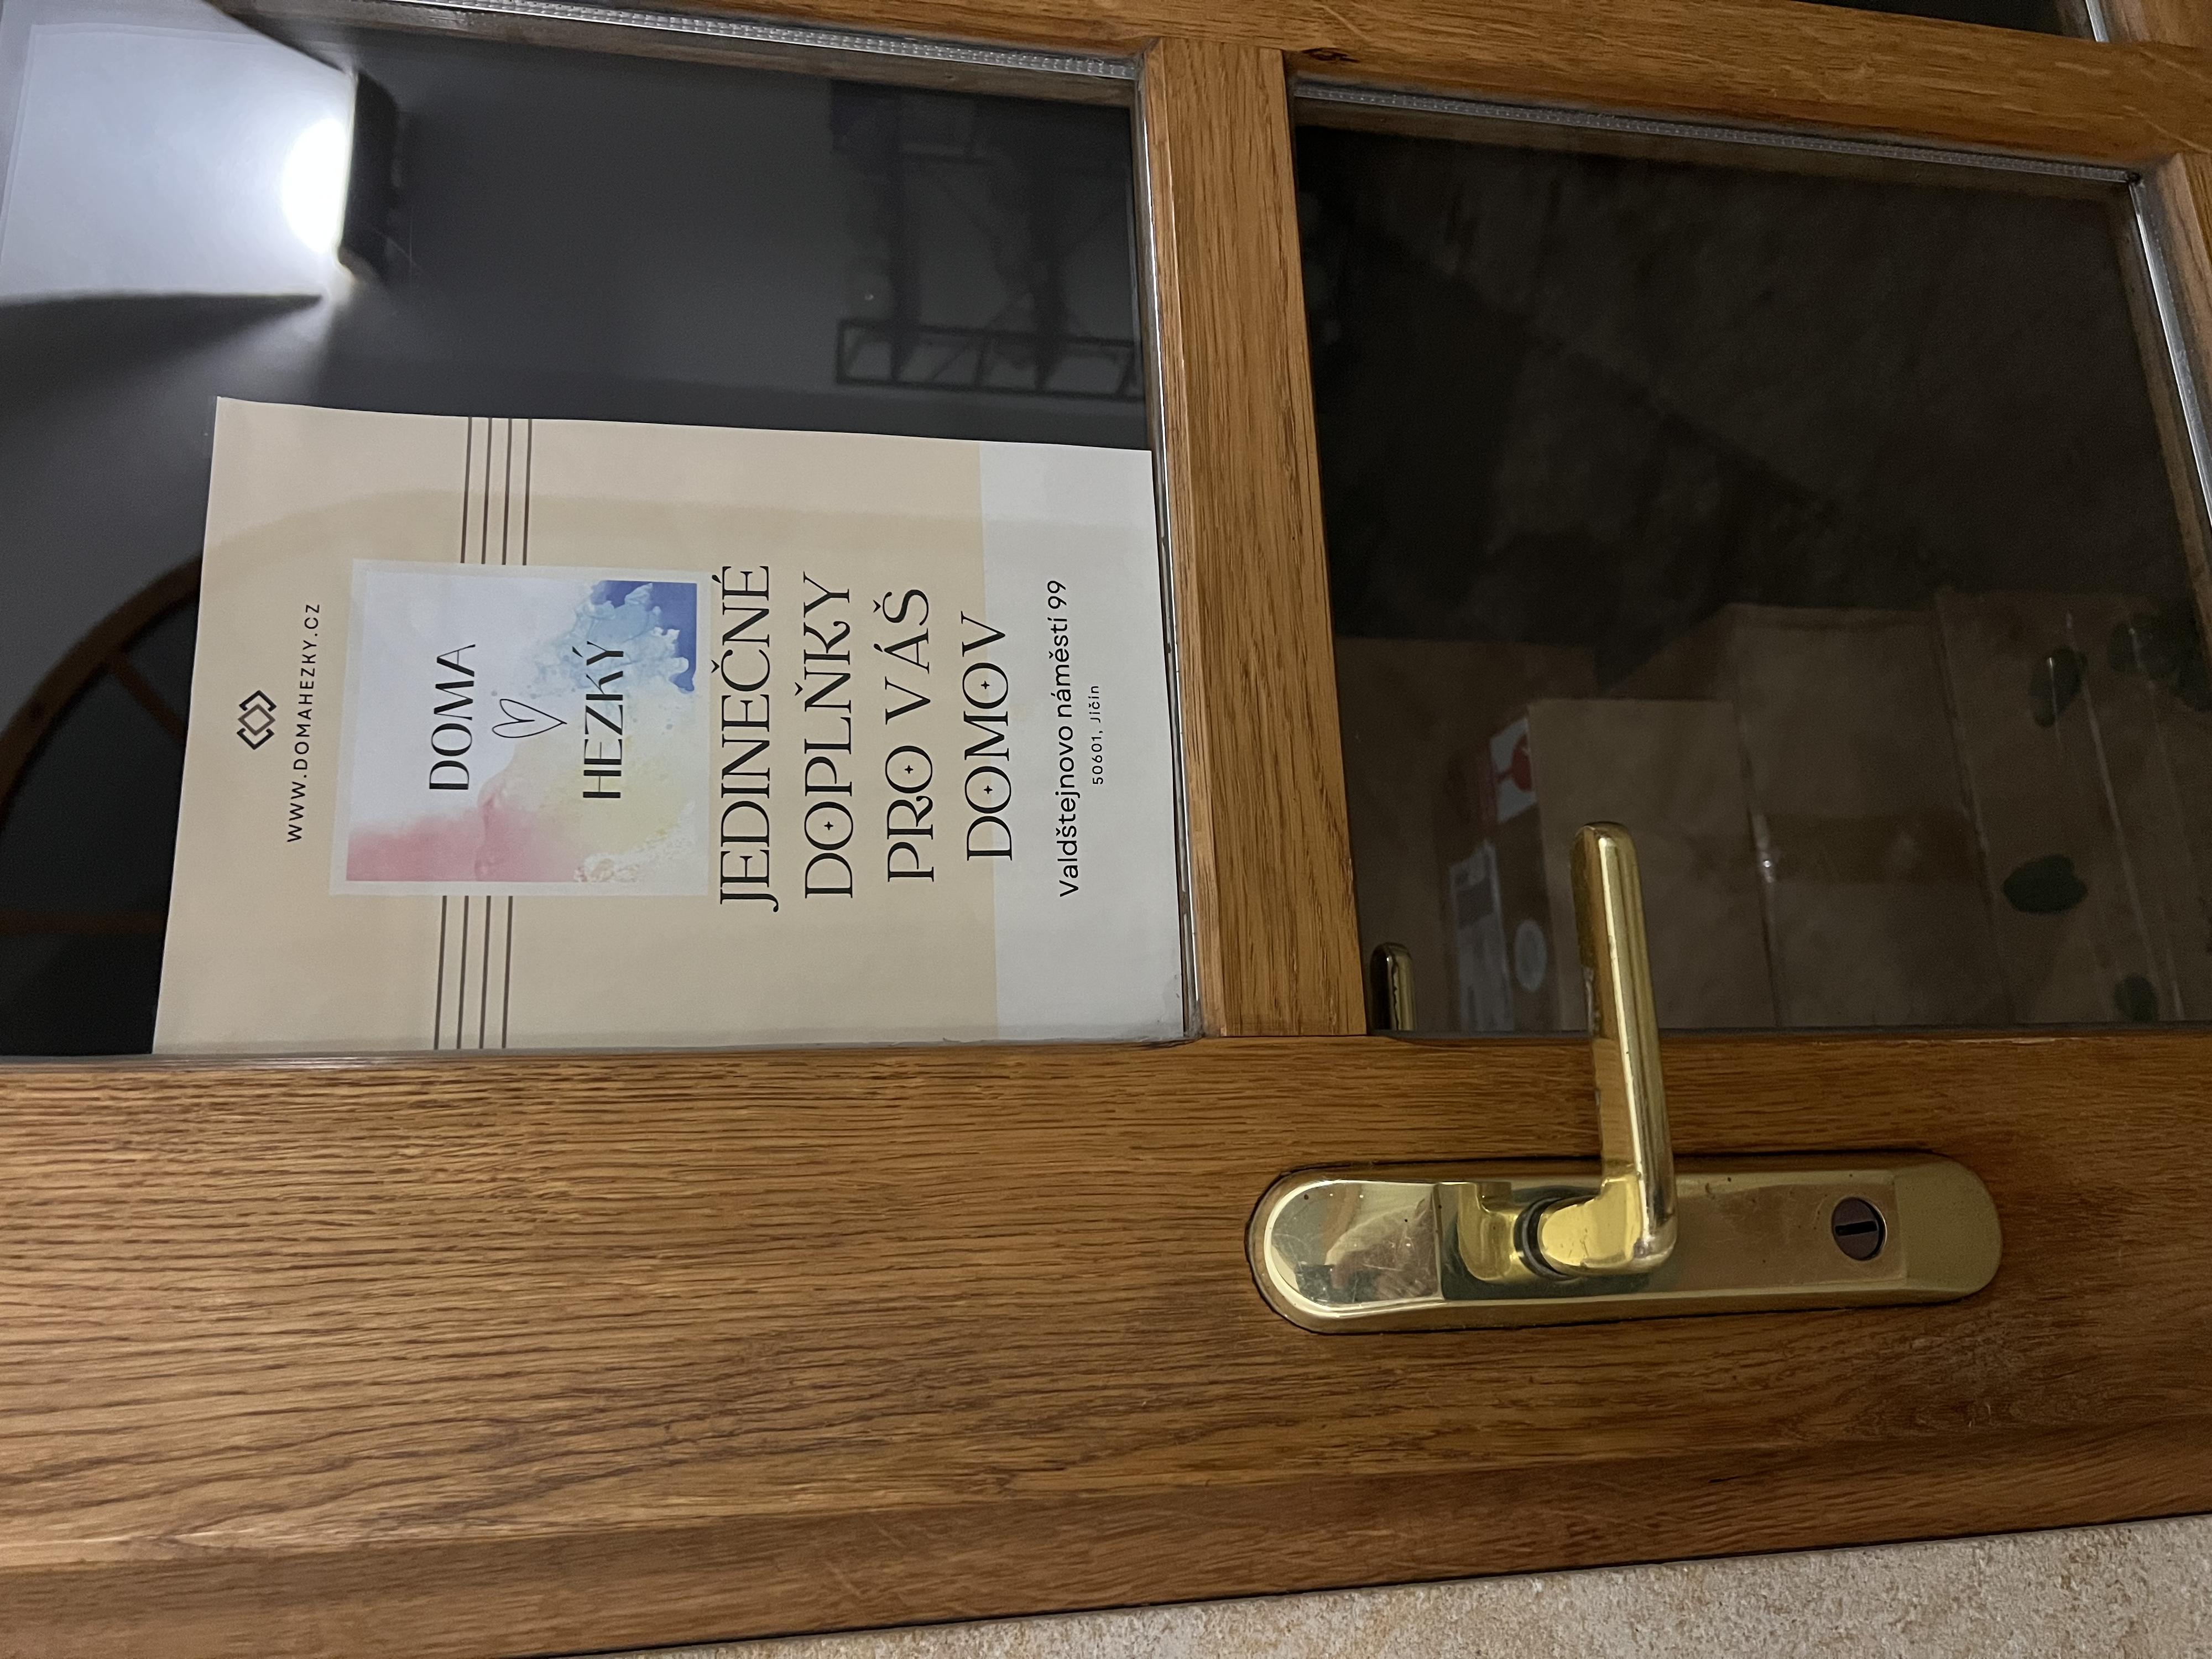 WWW.DOMAHEZKY.CZ
DOMA
HEZKÝ
JEDINEČNÉ
DOPLŇKY
PRO VÁŠ
DOMOV
Valdštejnovo náměstí 99
50601, Jičín